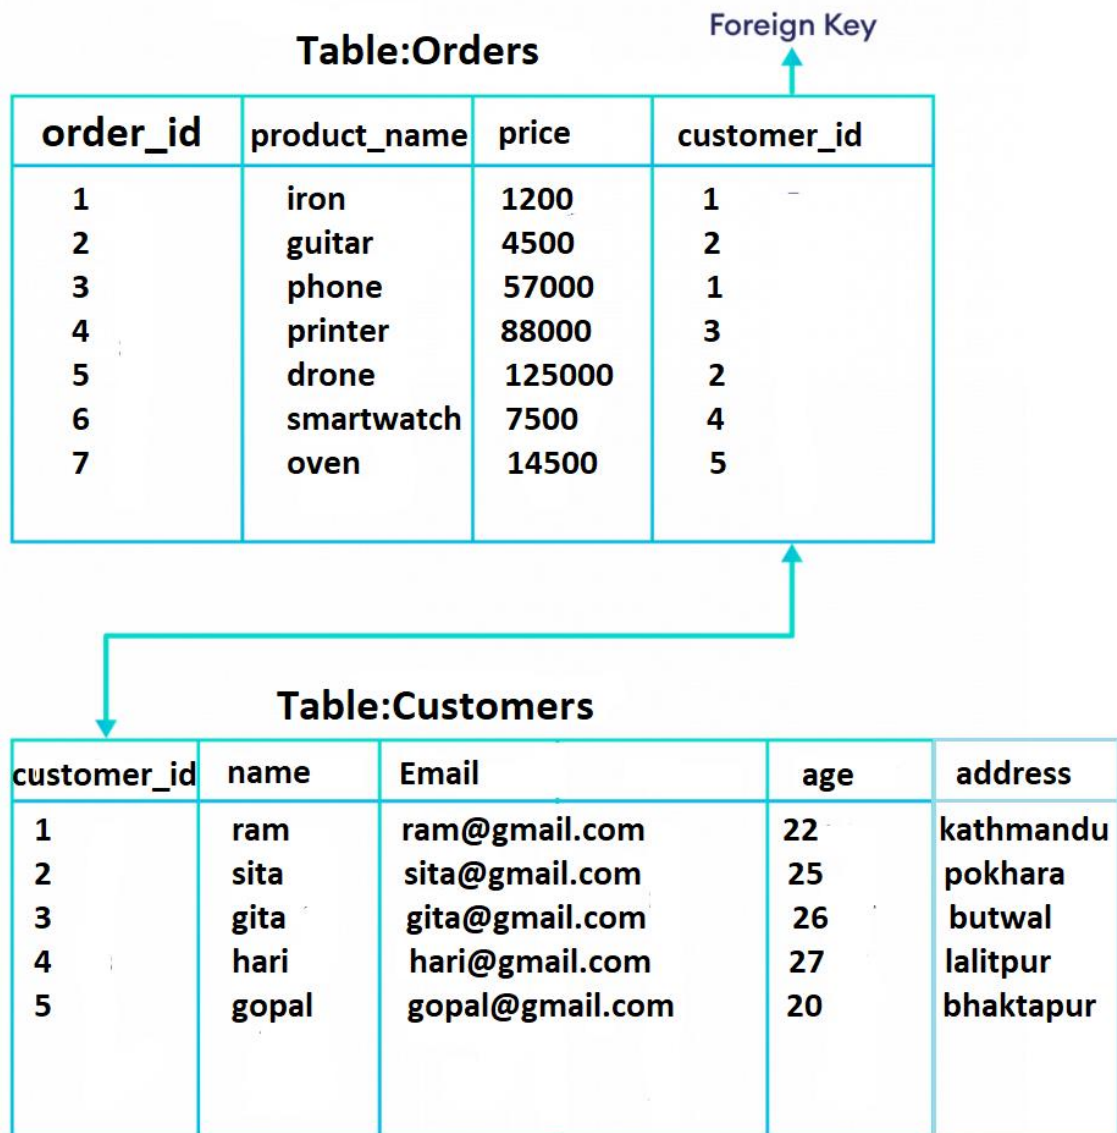 Foreign Key
Table:Orders
order_id product_name price customer_id
1 iron 1200 1
2 guitar 4500 2
3 phone 57000 1
4 printer 88000 3
5 drone 125000 2
6 smartwatch 7500 4
7 oven 14500 5
Table:Customers
customer_id name Email age address
1 ram ram@gmail.com 22 kathmandu
2 sita sita@gmail.com 25 pokhara
3 gita gita@gmail.com 26 butwal
4 hari hari@gmail.com 27 lalitpur
5 gopal gopal@gmail.com 20 bhaktapur